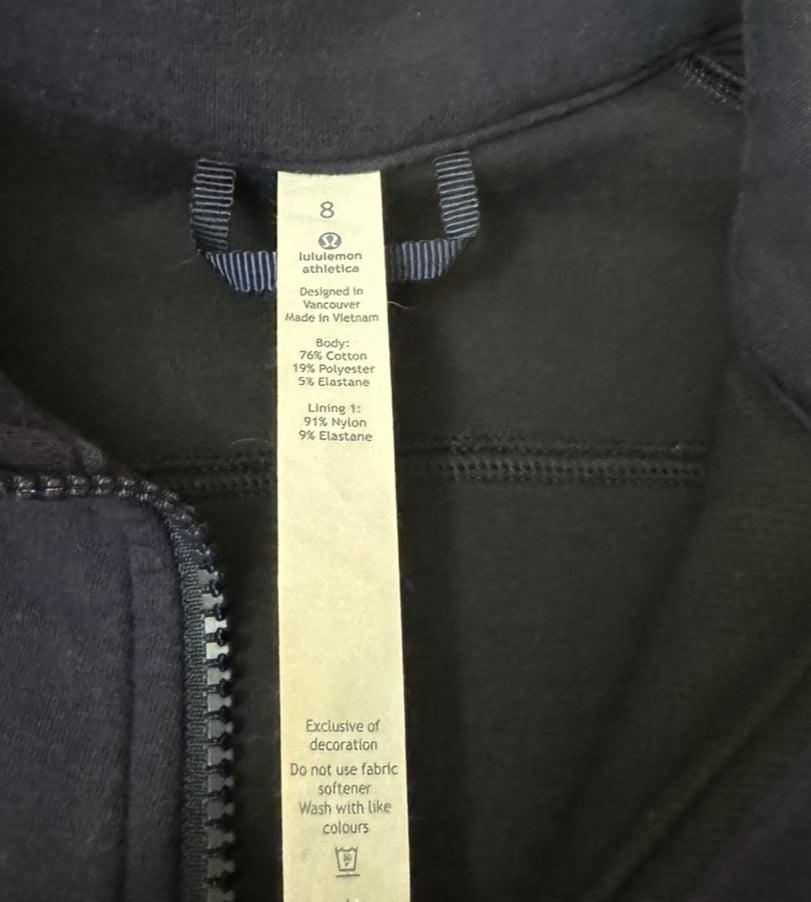 8
lululemon
athletica
Designed in
Vancouver
Made in Vietnam
Body:
76% Cotton
19% Polyester
5% Elastane
Lining 1:
91% Nylon
9% Elastane
Exclusive of
decoration
Do not use fabric
softener
Wash with like
colours